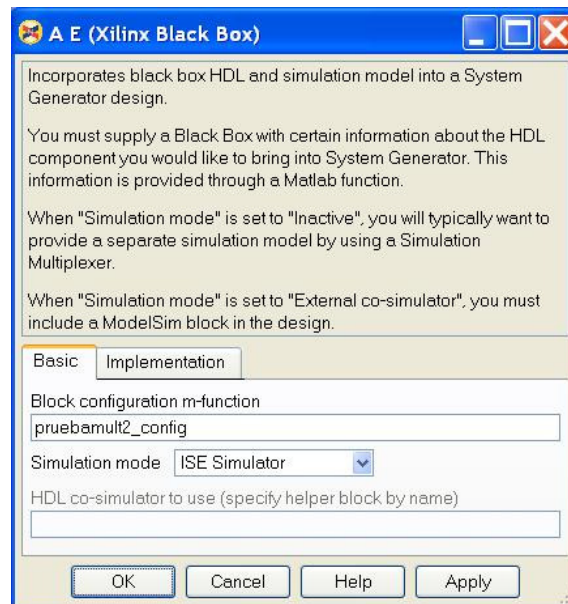 A E (Xilinx Black Box)
Incorporates black box HDL and simulation model into a System
Generator design.
You must supply a Black Box with certain information about the HDL
component you would like to bring into System Generator. This
information is provided through a Matlab function.
When "Simulation mode" is set to "Inactive", you will typically want to
provide a separate simulation model by using a Simulation
Multiplexer.
When "Simulation mode" is set to "External co-simulator", you must
include a ModelSim block in the design.
Basic Implementation
Block configuration m-function
pruebamult2_config
Simulation mode ISE Simulator
HDL co-simulator to use (specify helper block by name)
OK Cancel Help Apply